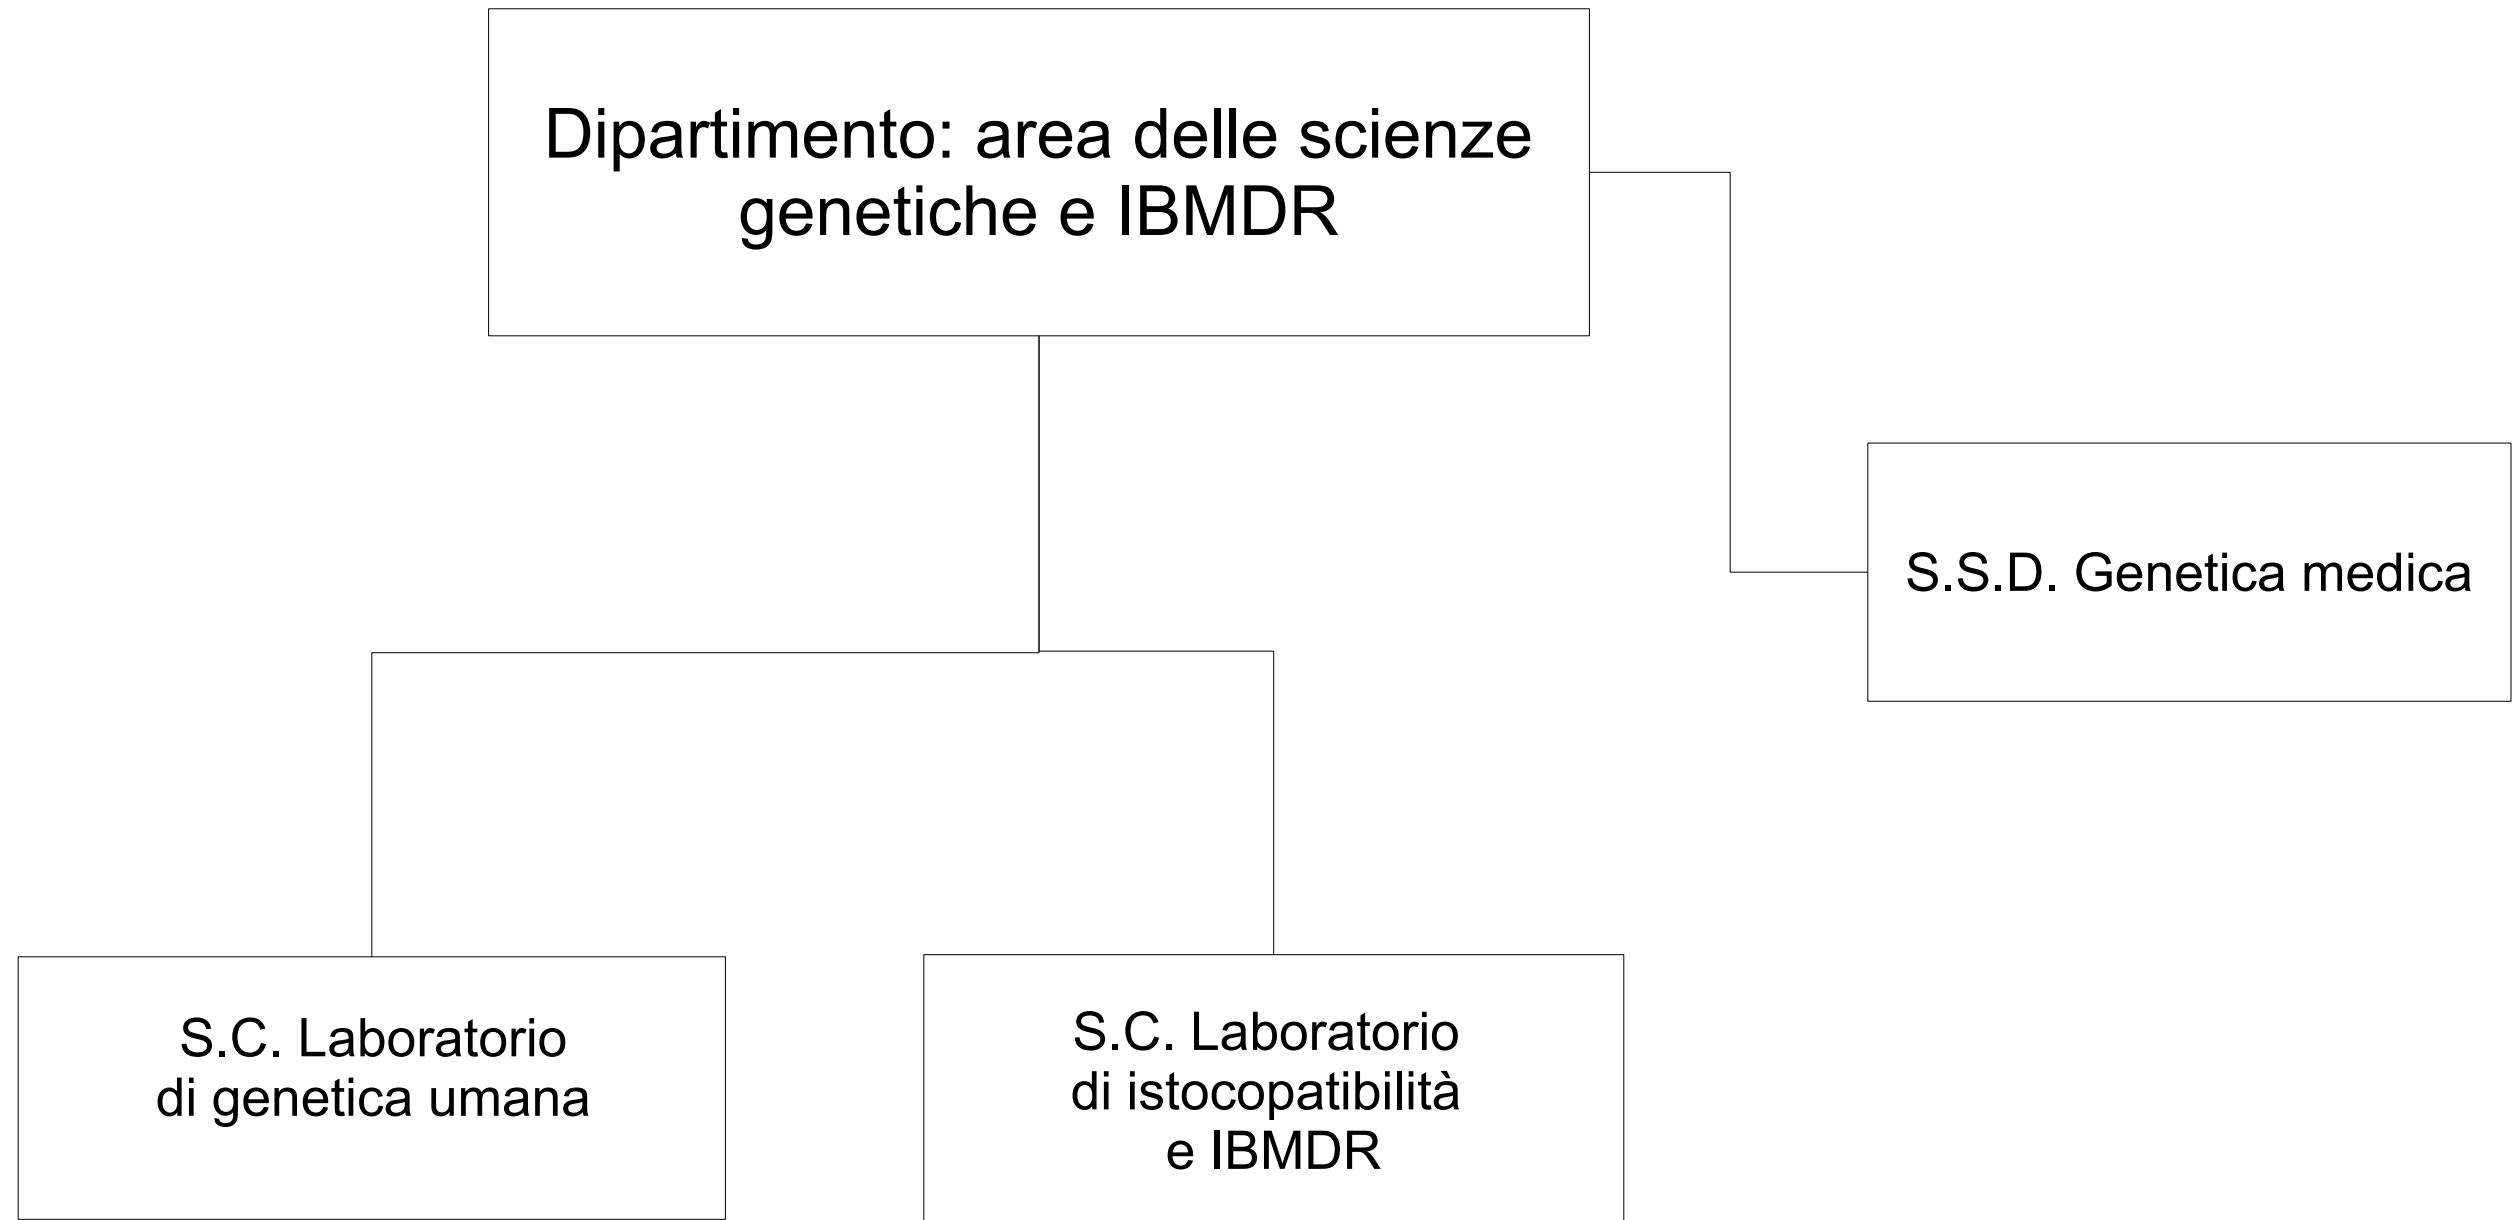 Dipartimento: area delle scienze
genetiche e IBMDR
S.S.D. Genetica medica
S.C. Laboratorio
di genetica umana
S.C. Laboratorio
di istocopatibilità
e IBMDR